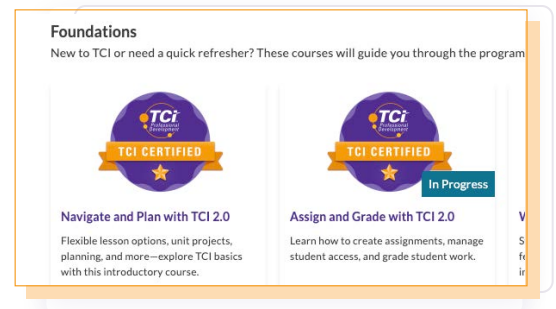 Foundations
New to TCI or need a quick refresher? These courses will guide you through the program
TCi
Professional
Development
TCI CERTIFIED
Navigate and Plan with TCI 2.0
Flexible lesson options, unit projects,
planning, and more—explore TCI basics
with this introductory course.
TCi
Professional
Development
TCI CERTIFIED
In Progress
Assign and Grade with TCI 2.0
Learn how to create assignments, manage
student access, and grade student work.